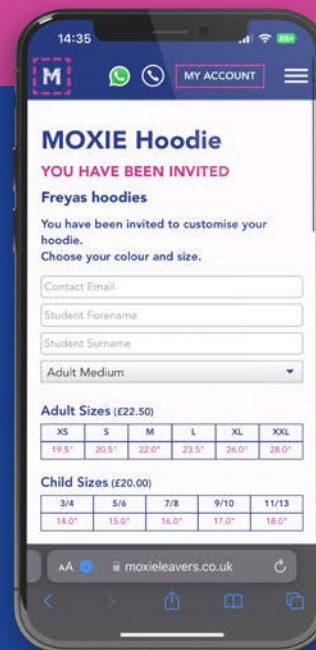 14:35
86+
M
MY ACCOUNT
MOXIE Hoodie
YOU HAVE BEEN INVITED
Freyas hoodies
You have been invited to customise your
hoodie.
Choose your colour and size.
Contact Email
Student Forename
Student Surname
Adult Medium
Adult Sizes (£22.50)
XS S M L XL XXL
19.5" 20.5" 22.0" 23.5" 26.0" 28.0"
Child Sizes (£20.00)
3/4 5/6 7/8 9/10 11/13
14.0" 15.0" 16.0" 17.0" 18.0"
AA moxieleavers.co.uk